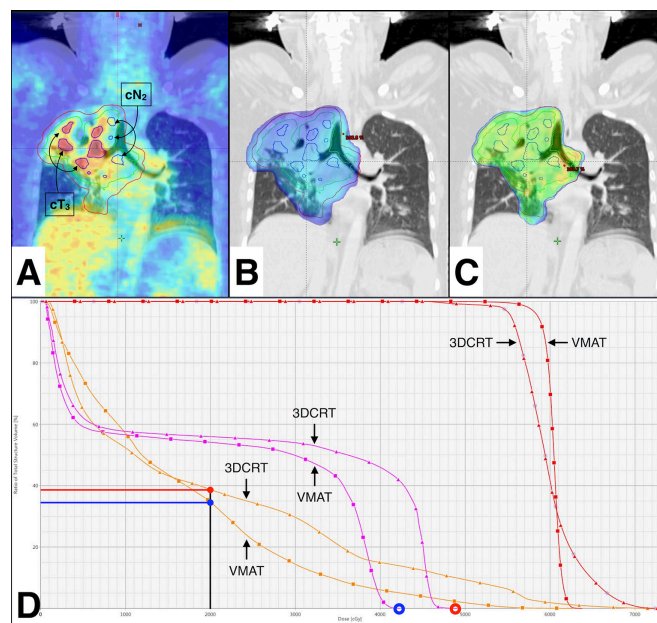 cN2
cT3
A
B
C
100
80
60
40
20
3DCRT
VMAT
3DCRT
3DCRT
VMAT
VMAT
D
Ratio of Total Structure Volume [%]
0
1000
2000
3000
4000
5000
6000
7000
Dose [cGy]